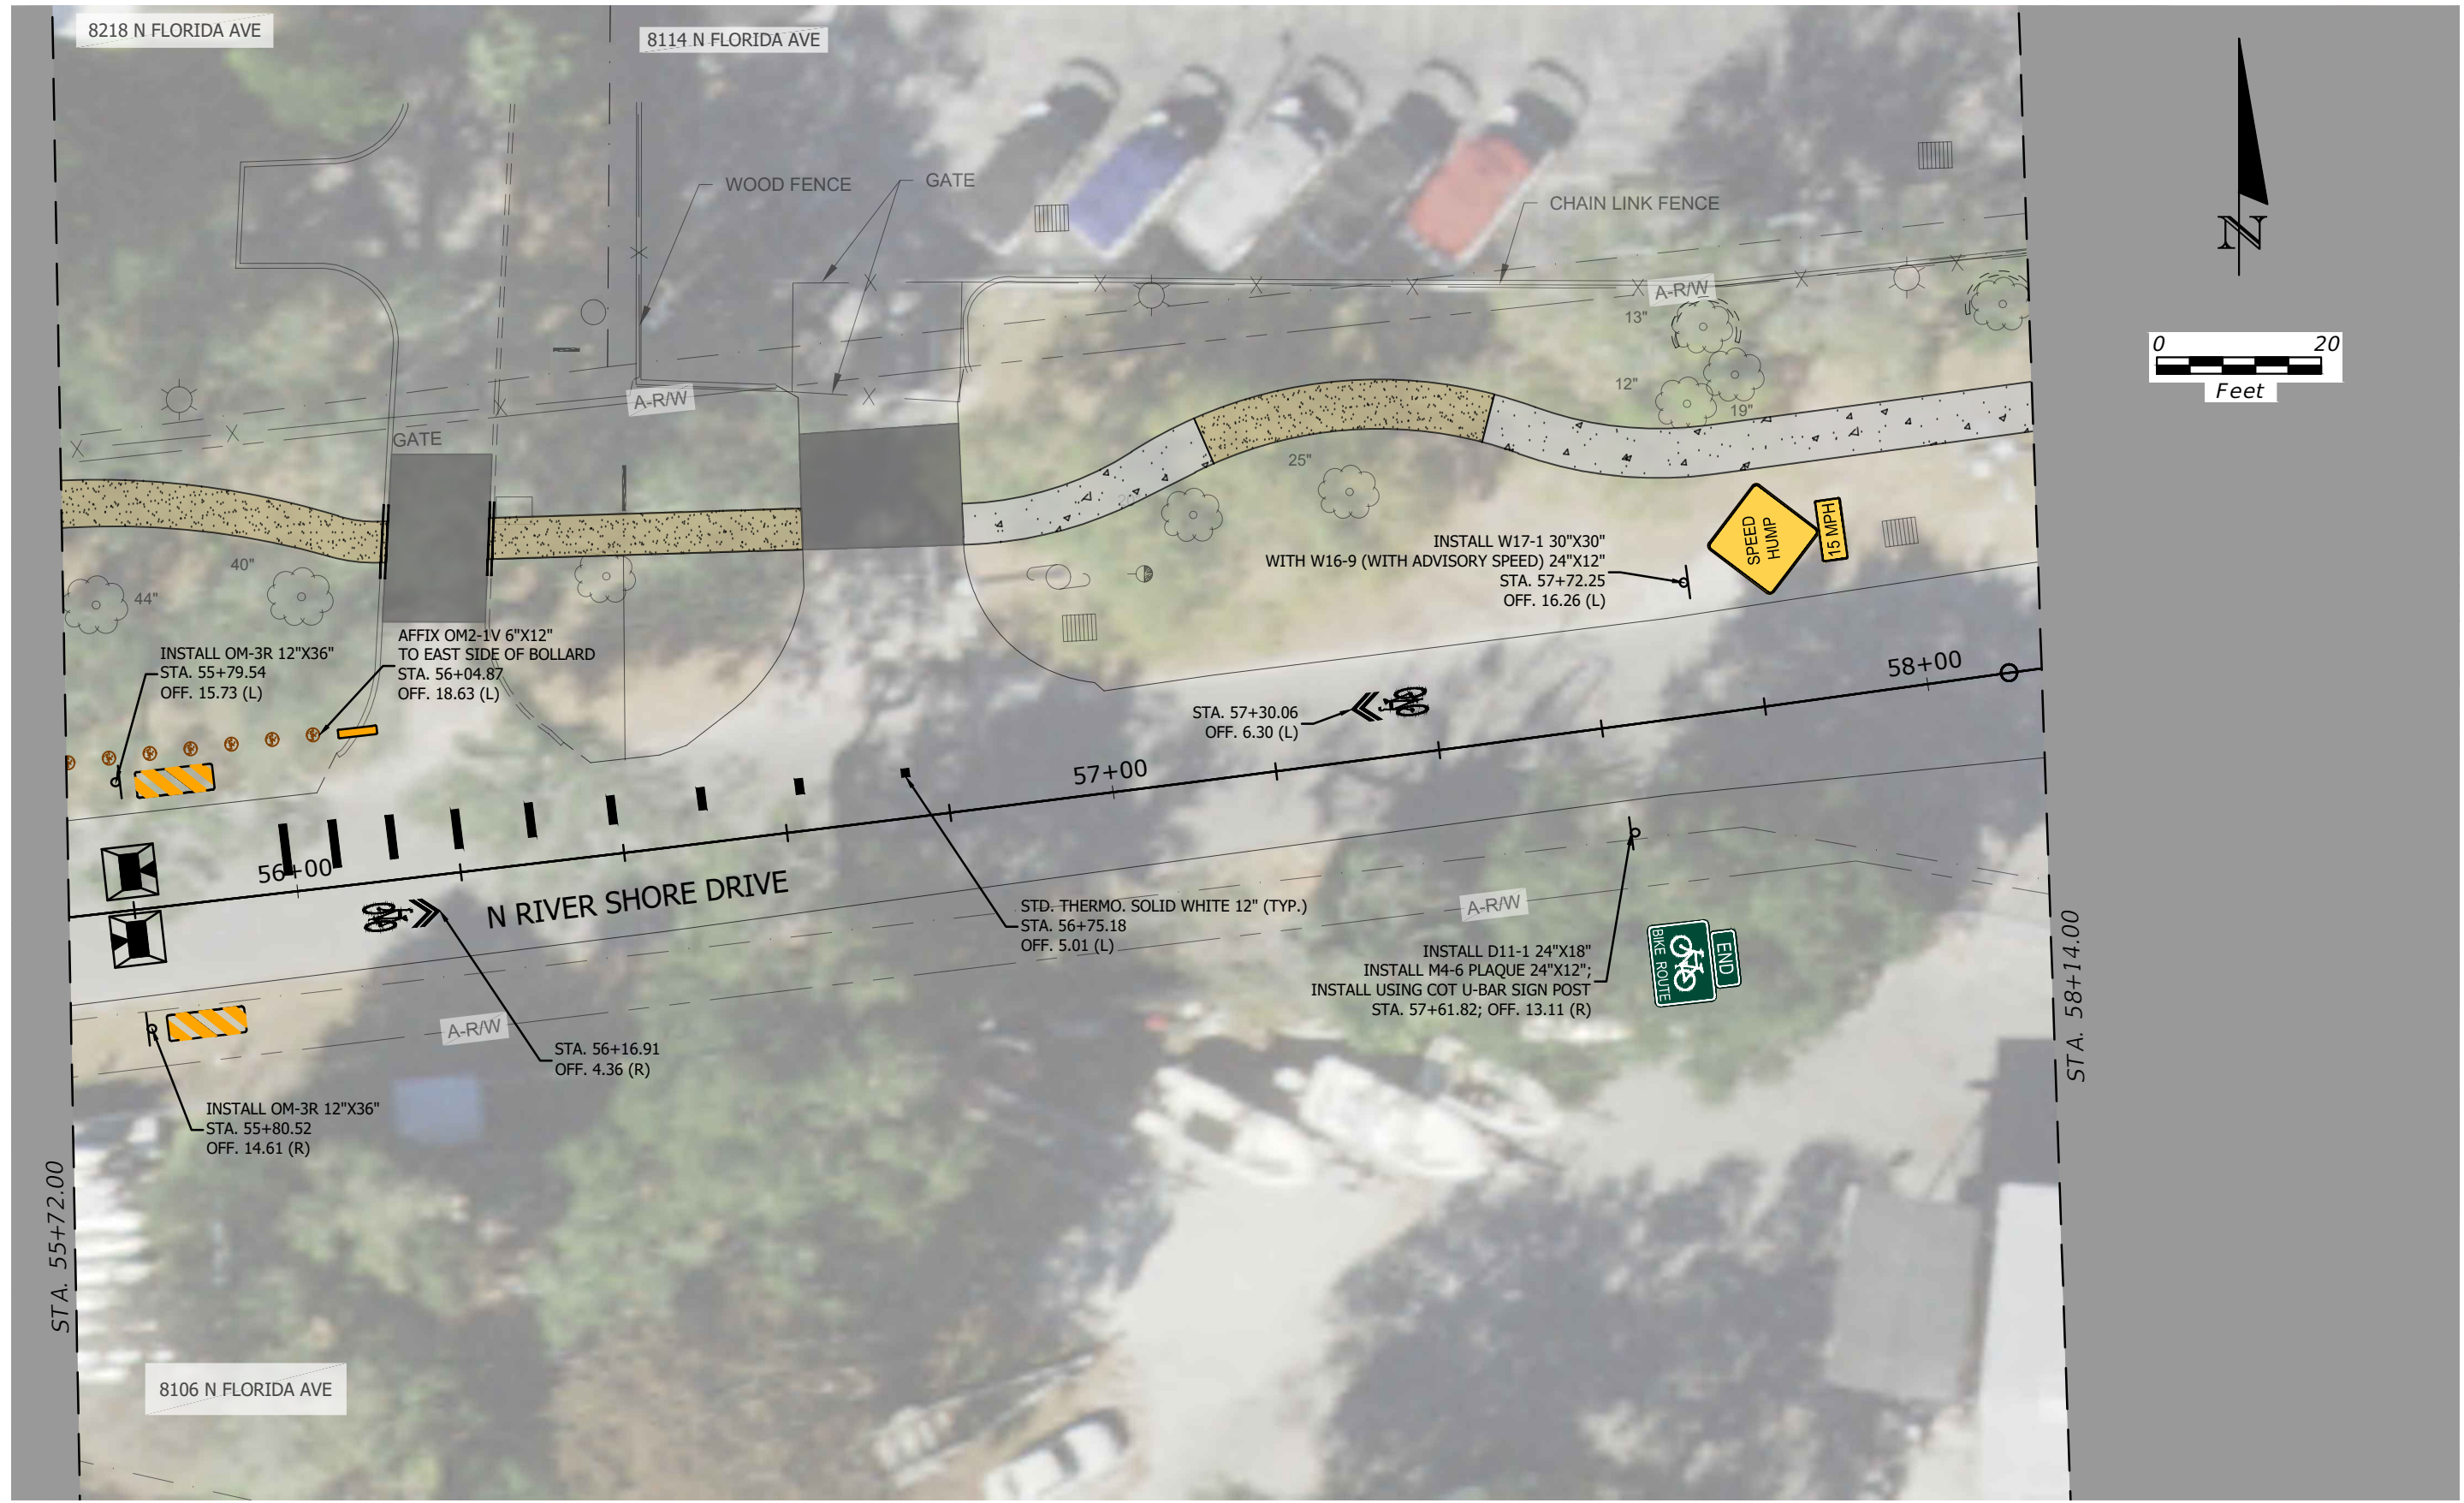 8218 N FLORIDA AVE
8114 N FLORIDA AVE
WOOD FENCE
GATE
CHAIN LINK FENCE
N
0 20
Feet
A-R/W
13"
12"
19"
A-R/W
GATE
25"
40"
44"
INSTALL W17-1 30"X30"
WITH W16-9 (WITH ADVISORY SPEED) 24"X12"
STA. 57+72.25
OFF. 16.26 (L)
SPEED
HUMP
15 MPH
INSTALL OM-3R 12"X36"
STA. 55+79.54
OFF. 15.73 (L)
AFFIX OM2-1V 6"X12"
TO EAST SIDE OF BOLLARD
STA. 56+04.87
OFF. 18.63 (L)
STA. 57+30.06
OFF. 6.30 (L)
58+00
57+00
56+00
N RIVER SHORE DRIVE
STD. THERMO. SOLID WHITE 12" (TYP.)
STA. 56+75.18
OFF. 5.01 (L)
A-R/W
INSTALL D11-1 24"X18"
INSTALL M4-6 PLAQUE 24"X12";
INSTALL USING COT U-BAR SIGN POST
STA. 57+61.82; OFF. 13.11 (R)
BIKE ROUTE
END
A-R/W
STA. 56+16.91
OFF. 4.36 (R)
INSTALL OM-3R 12"X36"
STA. 55+80.52
OFF. 14.61 (R)
STA. 55+72.00
STA. 58+14.00
8106 N FLORIDA AVE